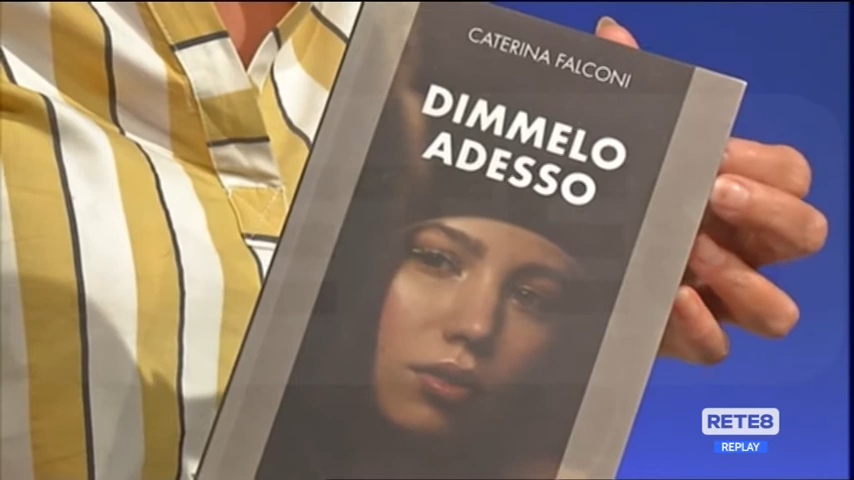 CATERINA FALCONI
DIMMELO
ADESSO
RETE8
REPLAY